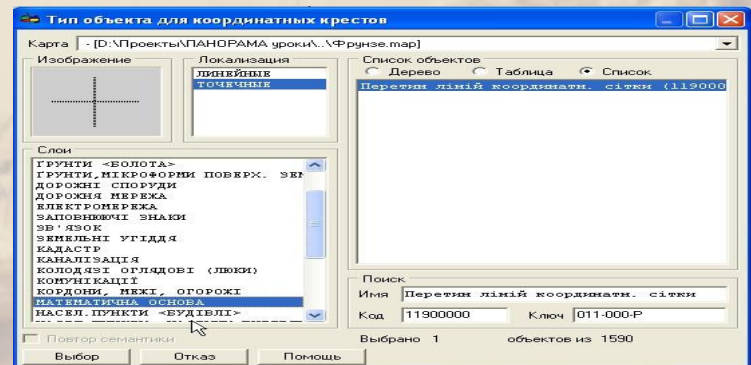 Тип объекта для координатных крестов
Карта - [D:\Проекты\ПАНОРАМА уроки\..\Фрунзе.map]
Изображение
Локализация
ЛИНЕЙНЫЕ
ТОЧЕЧНЫЕ
Список объектов
Дерево Таблица Список
Перетин ліній координатн. сітки (119000
Слои
ГРУНТИ <БОЛОТА>
ГРУНТИ,МІКРОФОРМИ ПОВЕРХ. ЗЕМ
ДОРОЖНІ СПОРУДИ
ДОРОЖНЯ МЕРЕЖА
ЕЛЕКТРОМЕРЕЖА
ЗАПОВНЮЮЧІ ЗНАКИ
ЗВ'ЯЗОК
ЗЕМЕЛЬНІ УГІДДЯ
КАДАСТР
КАНАЛІЗАЦІЯ
КОЛОДЯЗІ ОГЛЯДОВІ (ЛЮКИ)
КОМУНІКАЦІЇ
КОРДОНИ, МЕЖІ, ОГОРОЖІ
МАТЕМАТИЧНА ОСНОВА
НАСЕЛ.ПУНКТИ <БУДІВЛІ>
Поиск
Имя Перетин ліній координатн. сітки
Код 11900000 Ключ 011-000-P
Повтор семантики
Выбрано 1 объектов из 1590
Выбор Отказ Помощь